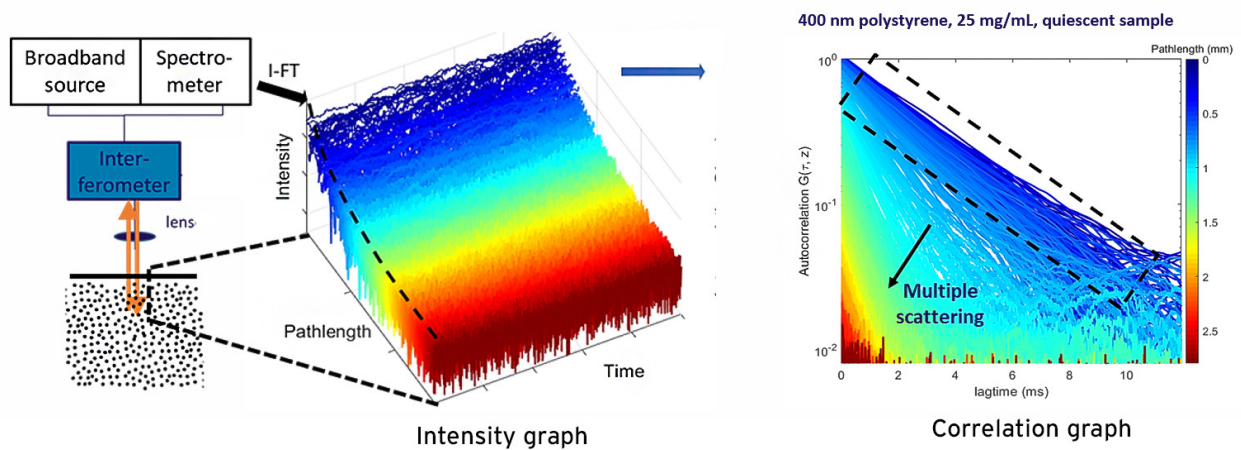 Broadband
source
Spectro-
meter
I-FT
Inter-
ferometer
lens
Intensity
Pathlength
Time
Intensity graph
400 nm polystyrene, 25 mg/mL, quiescent sample
Pathlength (mm)
Autocorrelation G(τ, z)
10⁰
10⁻¹
10⁻²
0
2
4
6
8
10
lagtime (ms)
Multiple
scattering
0
0.5
1
1.5
2
2.5
Correlation graph